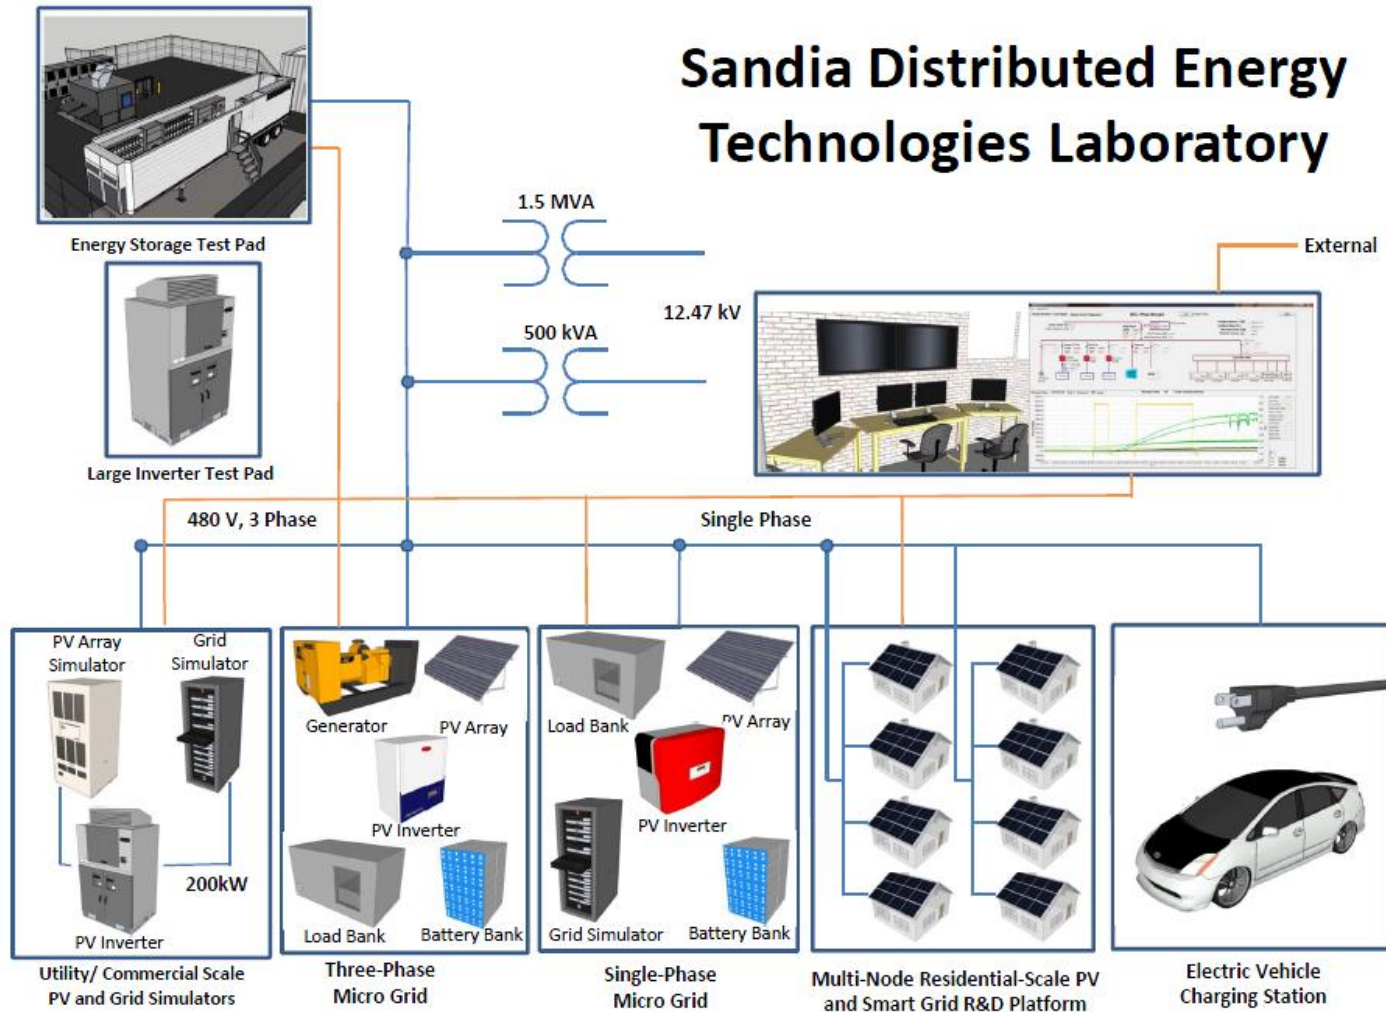 Sandia Distributed Energy
Technologies Laboratory
1.5 MVA
Energy Storage Test Pad
External
12.47 kV
500 kVA
Large Inverter Test Pad
480 V, 3 Phase
Single Phase
PV Array
Simulator
Grid
Simulator
PV Inverter
200kW
Utility/ Commercial Scale
PV and Grid Simulators
Generator
PV Array
PV Inverter
Load Bank
Battery Bank
Three-Phase
Micro Grid
Load Bank
PV Array
PV Inverter
Grid Simulator
Battery Bank
Single-Phase
Micro Grid
Multi-Node Residential-Scale PV
and Smart Grid R&D Platform
Electric Vehicle
Charging Station